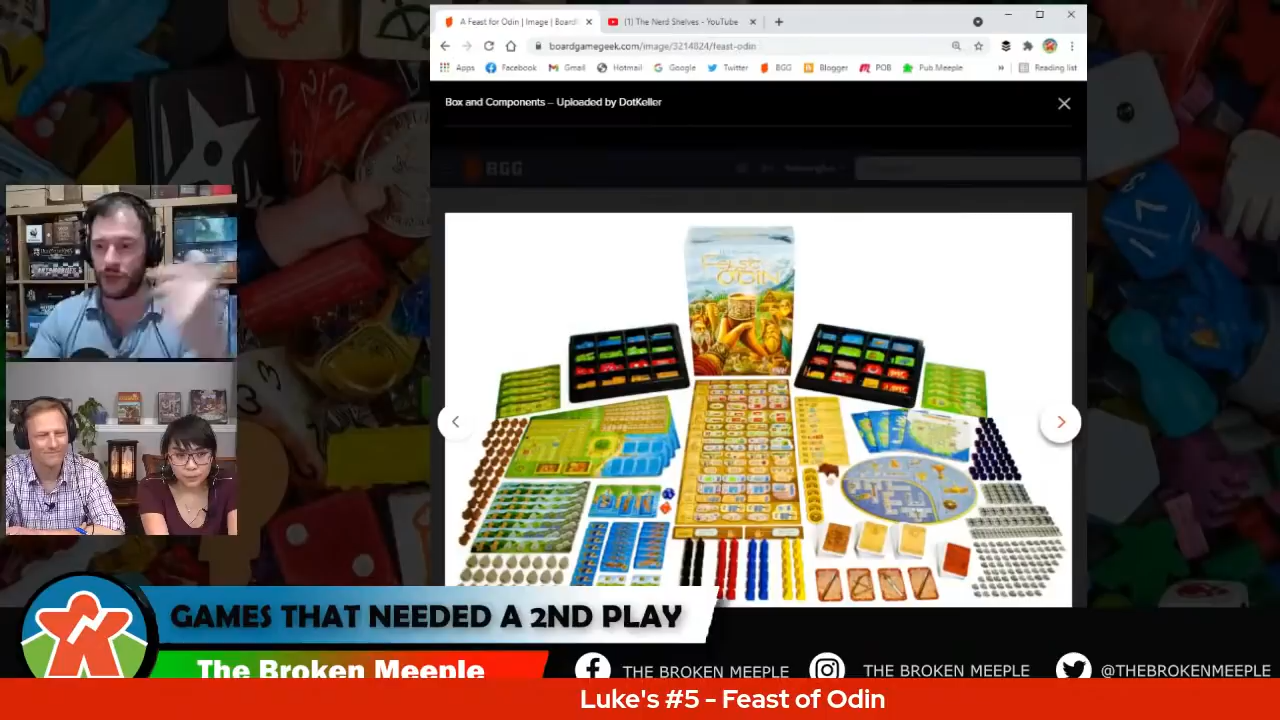 A Feast for Odin | Image | Board
(1) The Nerd Shelves - YouTube
boardgamegeek.com/image/3214824/feast-odin
Apps
Facebook
Gmail
Hotmail
Google
Twitter
BGG
Blogger
POB
Pub Meeple
Reading list
Box and Components – Uploaded by DotKeller
BGG
Feast
ODIN
GAMES THAT NEEDED A 2ND PLAY
The Broken Meeple
THE BROKEN MEEPLE
THE BROKEN MEEPLE
@THEBROKENMEEPLE
Luke's #5 - Feast of Odin